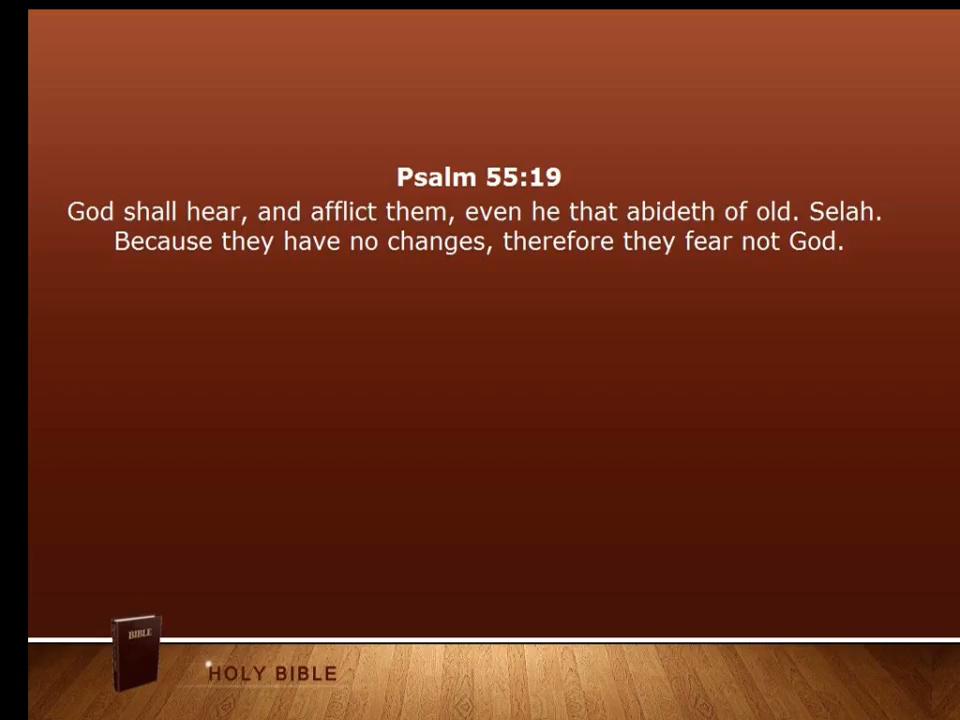 Psalm 55:19
God shall hear, and afflict them, even he that abideth of old. Selah.
Because they have no changes, therefore they fear not God.
BIBLE
HOLY BIBLE